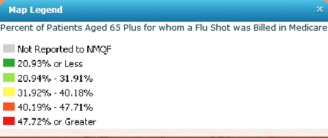 Map Legend
Percent of Patients Aged 65 Plus for whom a Flu Shot was Billed in Medicare
Not Reported to NMQF
20.93% or Less
20.94% - 31.91%
31.92% - 40.18%
40.19% - 47.71%
47.72% or Greater